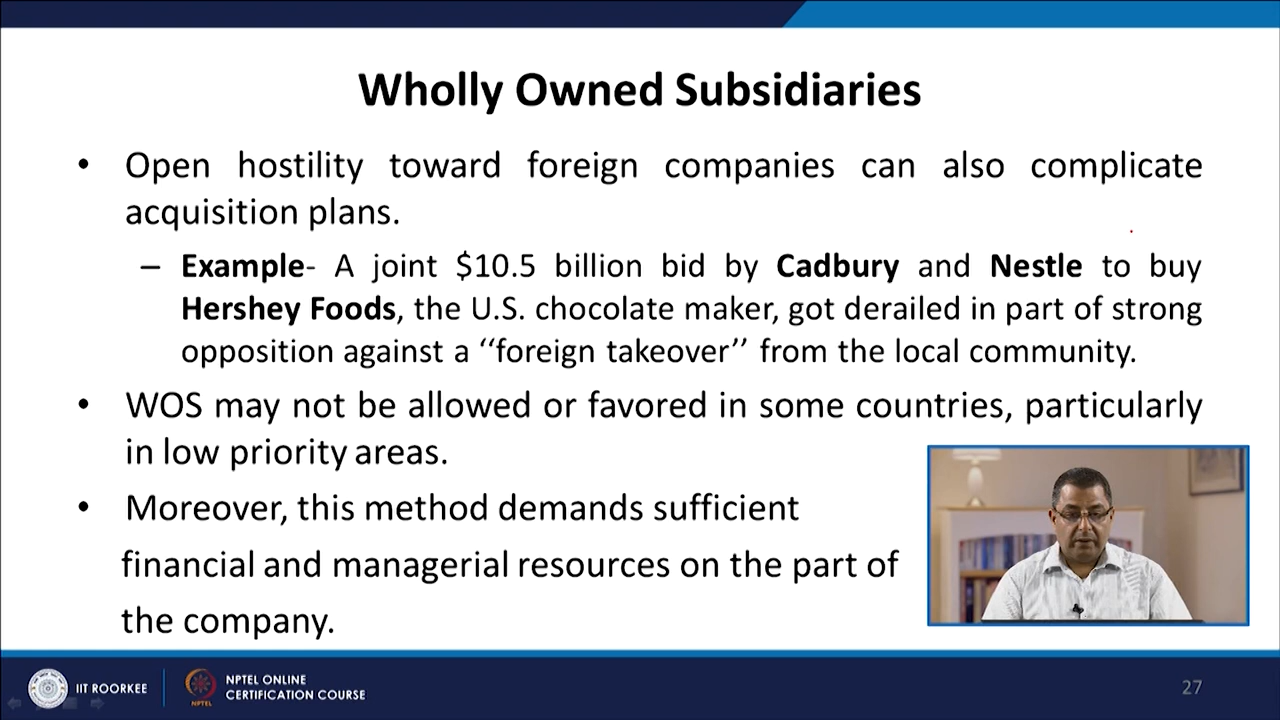 Wholly Owned Subsidiaries
• Open hostility toward foreign companies can also complicate
acquisition plans.
– Example- A joint $10.5 billion bid by Cadbury and Nestle to buy
Hershey Foods, the U.S. chocolate maker, got derailed in part of strong
opposition against a ‘‘foreign takeover’’ from the local community.
• WOS may not be allowed or favored in some countries, particularly
in low priority areas.
• Moreover, this method demands sufficient
financial and managerial resources on the part of
the company.
IIT ROORKEE
NPTEL
NPTEL ONLINE
CERTIFICATION COURSE
27